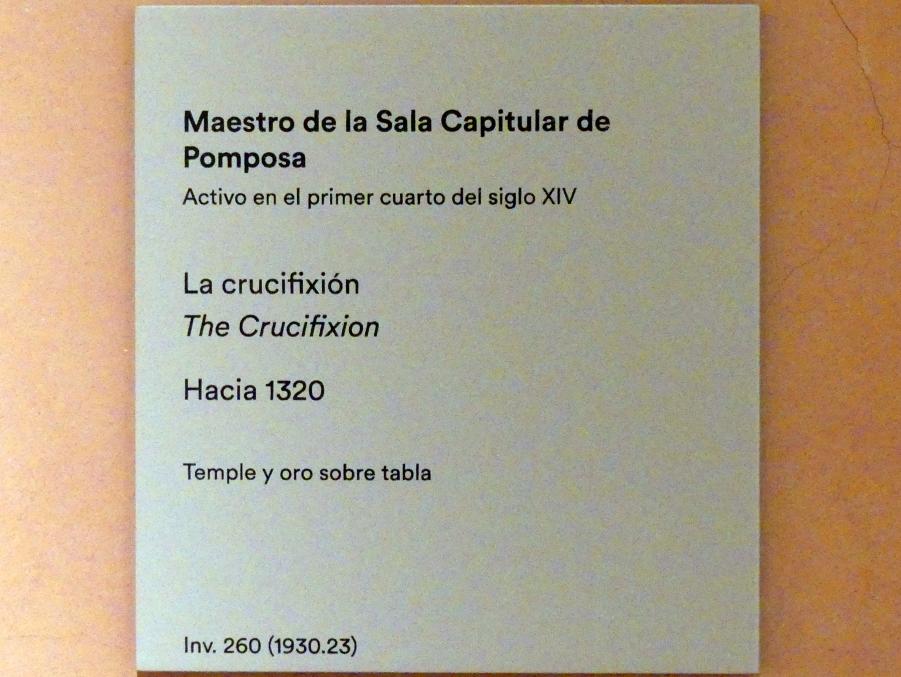 Maestro de la Sala Capitular de
Pomposa
Activo en el primer cuarto del siglo XIV
La crucifixión
The Crucifixion
Hacia 1320
Temple y oro sobre tabla
Inv. 260 (1930.23)